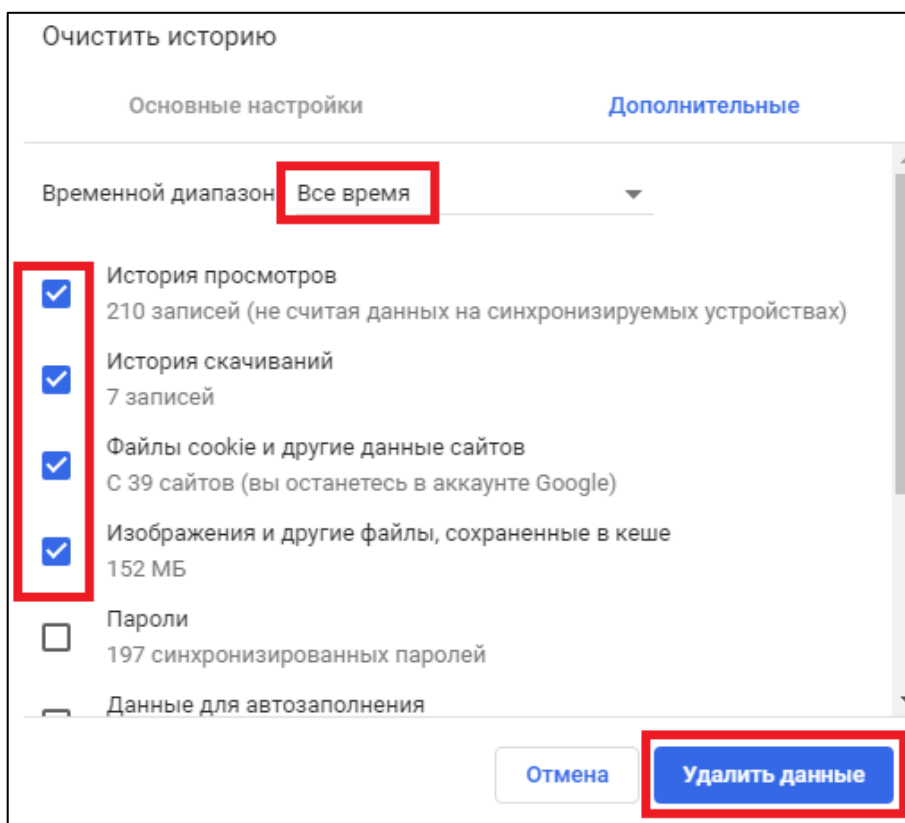 Очистить историю
Основные настройки
Дополнительные
Временной диапазон Все время
История просмотров
210 записей (не считая данных на синхронизируемых устройствах)
История скачиваний
7 записей
Файлы cookie и другие данные сайтов
С 39 сайтов (вы останетесь в аккаунте Google)
Изображения и другие файлы, сохраненные в кеше
152 МБ
Пароли
197 синхронизированных паролей
Данные для автозаполнения
Отмена
Удалить данные